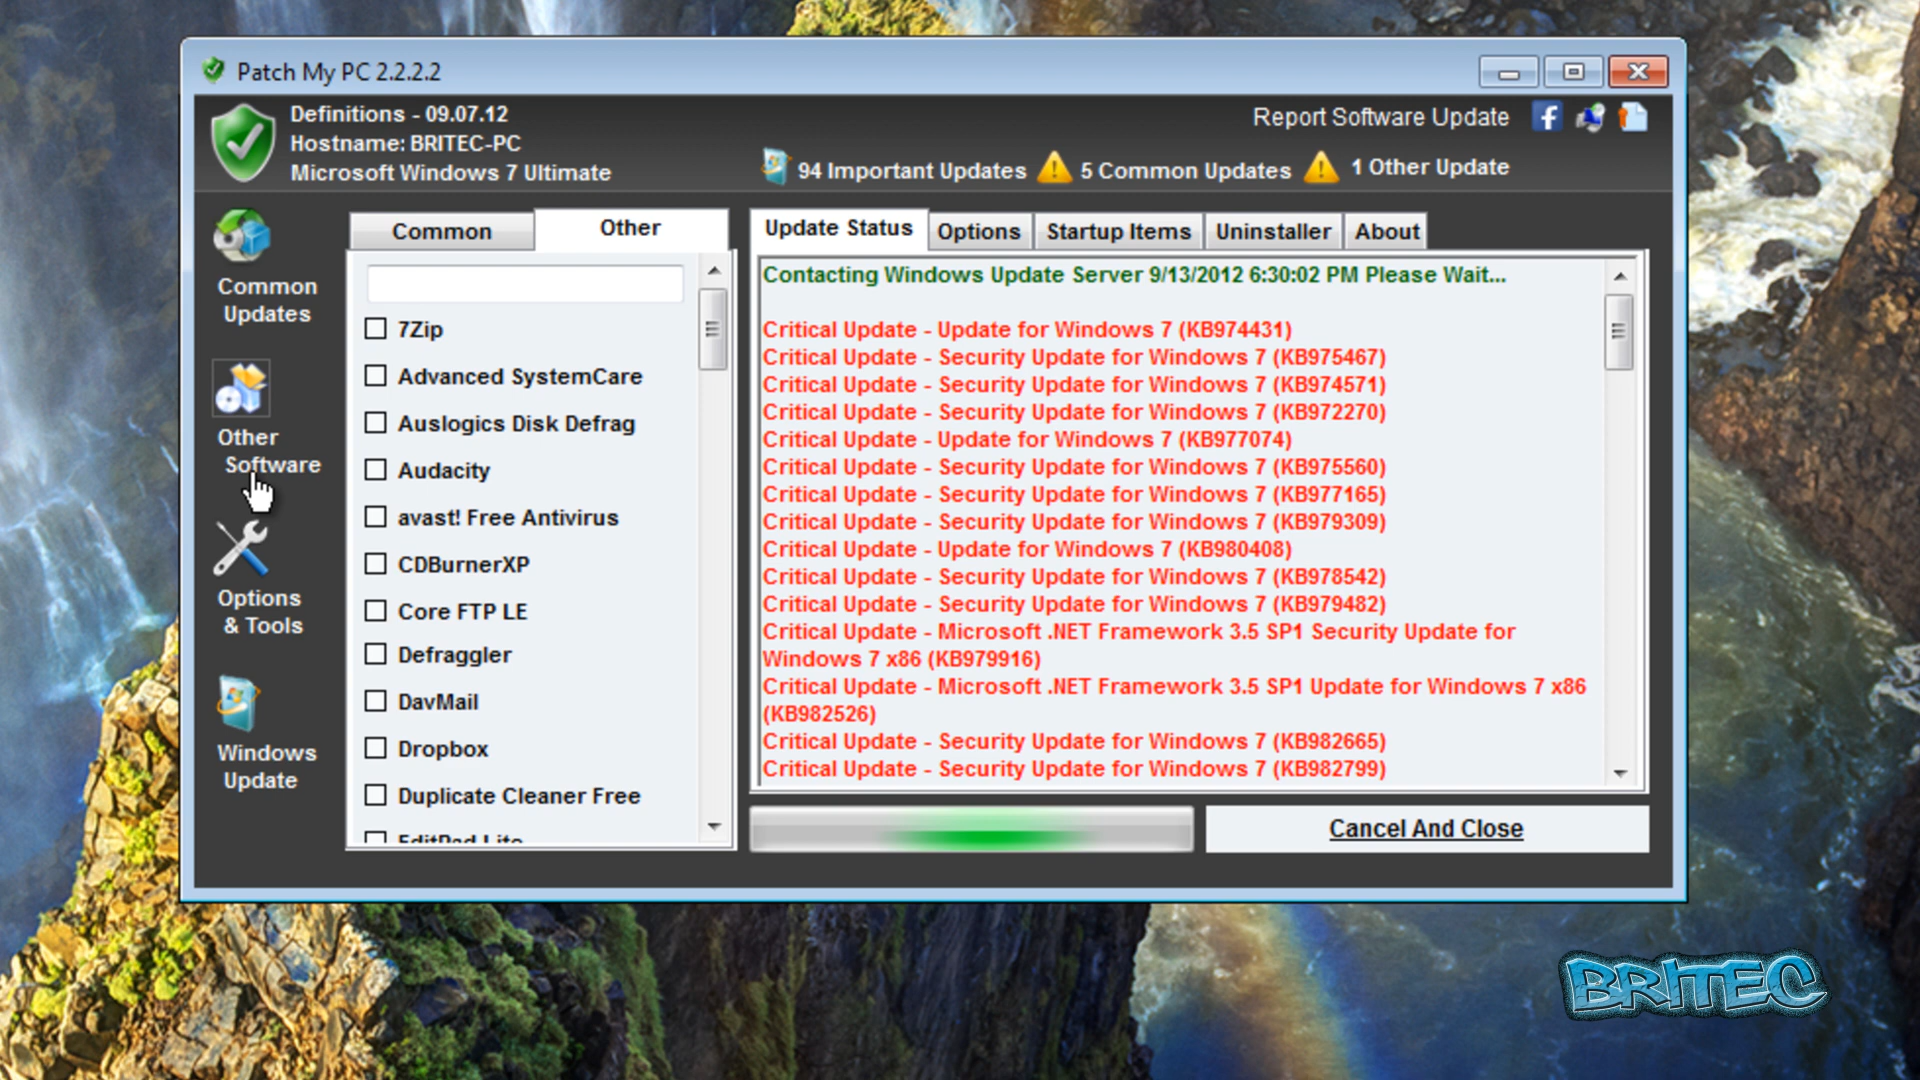 Patch My PC 2.2.2.2
Definitions - 09.07.12
Hostname: BRITEC-PC
Microsoft Windows 7 Ultimate
Report Software Update
94 Important Updates
5 Common Updates
1 Other Update
Common
Updates
Other
Software
Options
& Tools
Windows
Update
Common
Other
7Zip
Advanced SystemCare
Auslogics Disk Defrag
Audacity
avast! Free Antivirus
CDBurnerXP
Core FTP LE
Defraggler
DavMail
Dropbox
Duplicate Cleaner Free
EditPad Lite
Update Status
Options
Startup Items
Uninstaller
About
Contacting Windows Update Server 9/13/2012 6:30:02 PM Please Wait...
Critical Update - Update for Windows 7 (KB974431)
Critical Update - Security Update for Windows 7 (KB975467)
Critical Update - Security Update for Windows 7 (KB974571)
Critical Update - Security Update for Windows 7 (KB972270)
Critical Update - Update for Windows 7 (KB977074)
Critical Update - Security Update for Windows 7 (KB975560)
Critical Update - Security Update for Windows 7 (KB977165)
Critical Update - Security Update for Windows 7 (KB979309)
Critical Update - Update for Windows 7 (KB980408)
Critical Update - Security Update for Windows 7 (KB978542)
Critical Update - Security Update for Windows 7 (KB979482)
Critical Update - Microsoft .NET Framework 3.5 SP1 Security Update for
Windows 7 x86 (KB979916)
Critical Update - Microsoft .NET Framework 3.5 SP1 Update for Windows 7 x86
(KB982526)
Critical Update - Security Update for Windows 7 (KB982665)
Critical Update - Security Update for Windows 7 (KB982799)
Cancel And Close
BRITEC